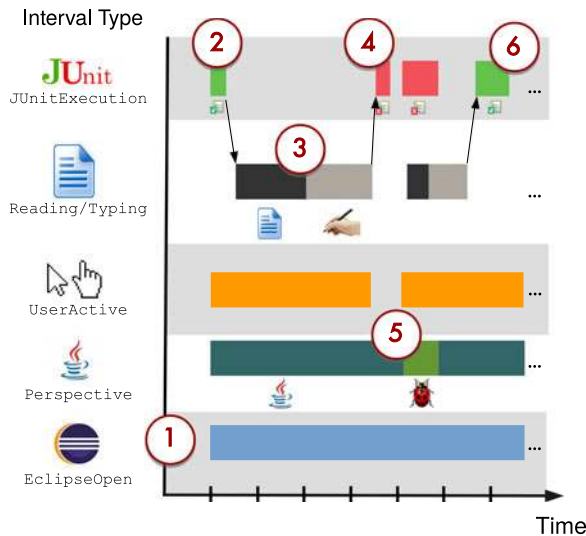 Interval Type
2
4
6
JUnit
JUnitExecution
...
3
Reading/Typing
...
UserActive
...
5
Perspective
...
1
EclipseOpen
...
Time